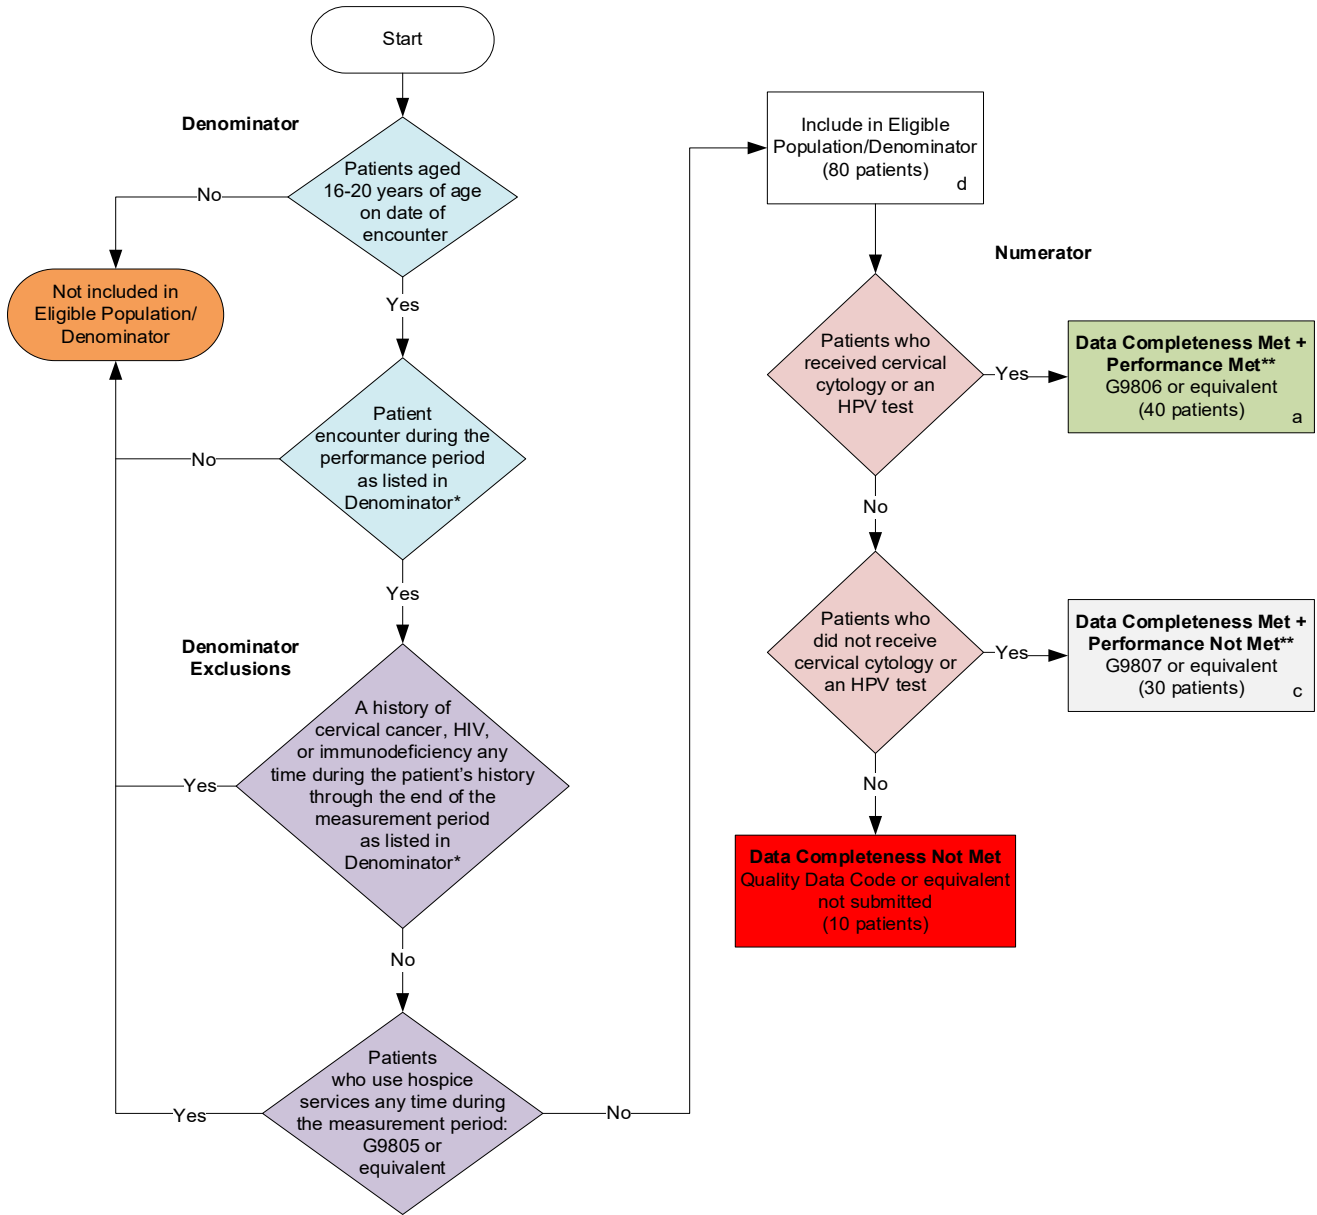 Start
Denominator
Patients aged
16-20 years of age
on date of
encounter
No
Not included in
Eligible Population/
Denominator
Yes
Patient
encounter during the
performance period
as listed in
Denominator*
No
Yes
Denominator
Exclusions
A history of
cervical cancer, HIV,
or immunodeficiency any
time during the patient's history
through the end of the
measurement period
as listed in
Denominator*
Yes
No
Patients
who use hospice
services any time during
the measurement period:
G9805 or
equivalent
Yes
No
Include in Eligible
Population/Denominator
(80 patients)
d
Numerator
Patients who
received cervical
cytology or an
HPV test
Yes
Data Completeness Met +
Performance Met**
G9806 or equivalent
(40 patients)
a
No
Patients who
did not receive
cervical cytology or
an HPV test
Yes
Data Completeness Met +
Performance Not Met**
G9807 or equivalent
(30 patients)
c
No
Data Completeness Not Met
Quality Data Code or equivalent
not submitted
(10 patients)